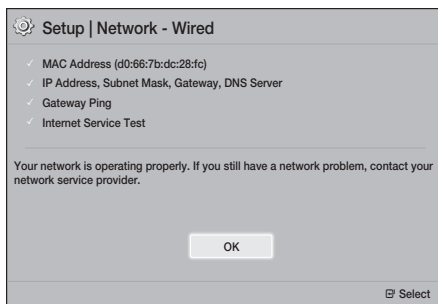 Setup | Network - Wired
MAC Address (d0:66:7b:dc:28:fc)
IP Address, Subnet Mask, Gateway, DNS Server
Gateway Ping
Internet Service Test
Your network is operating properly. If you still have a network problem, contact your
network service provider.
OK
Select